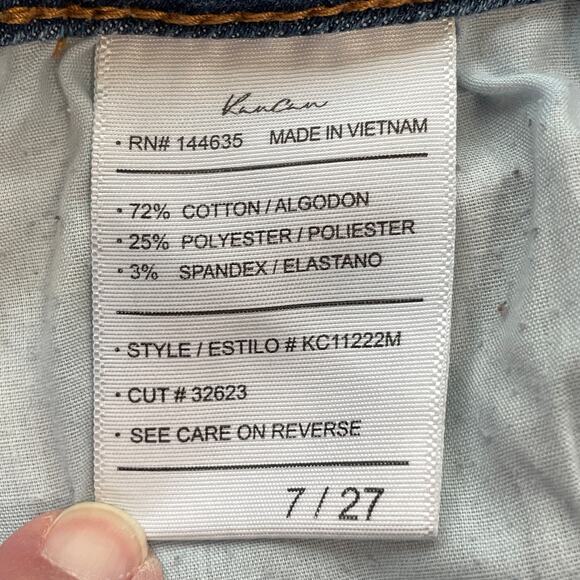 KanCan
• RN# 144635 MADE IN VIETNAM
• 72% COTTON / ALGODON
• 25% POLYESTER / POLIESTER
• 3% SPANDEX / ELASTANO
• STYLE / ESTILO # KC11222M
• CUT # 32623
• SEE CARE ON REVERSE
7 / 27